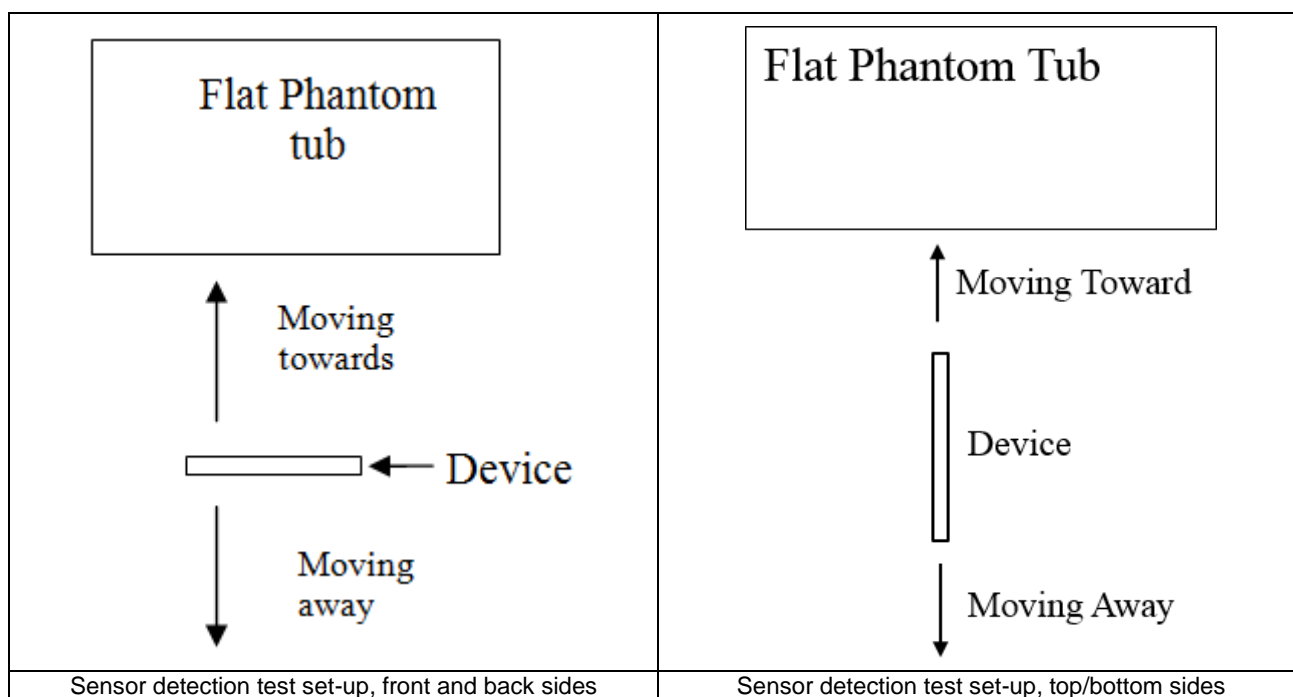 Flat Phantom
tub
Moving
towards
Device
Moving
away
Sensor detection test set-up, front and back sides
Flat Phantom Tub
Moving Toward
Device
Moving Away
Sensor detection test set-up, top/bottom sides